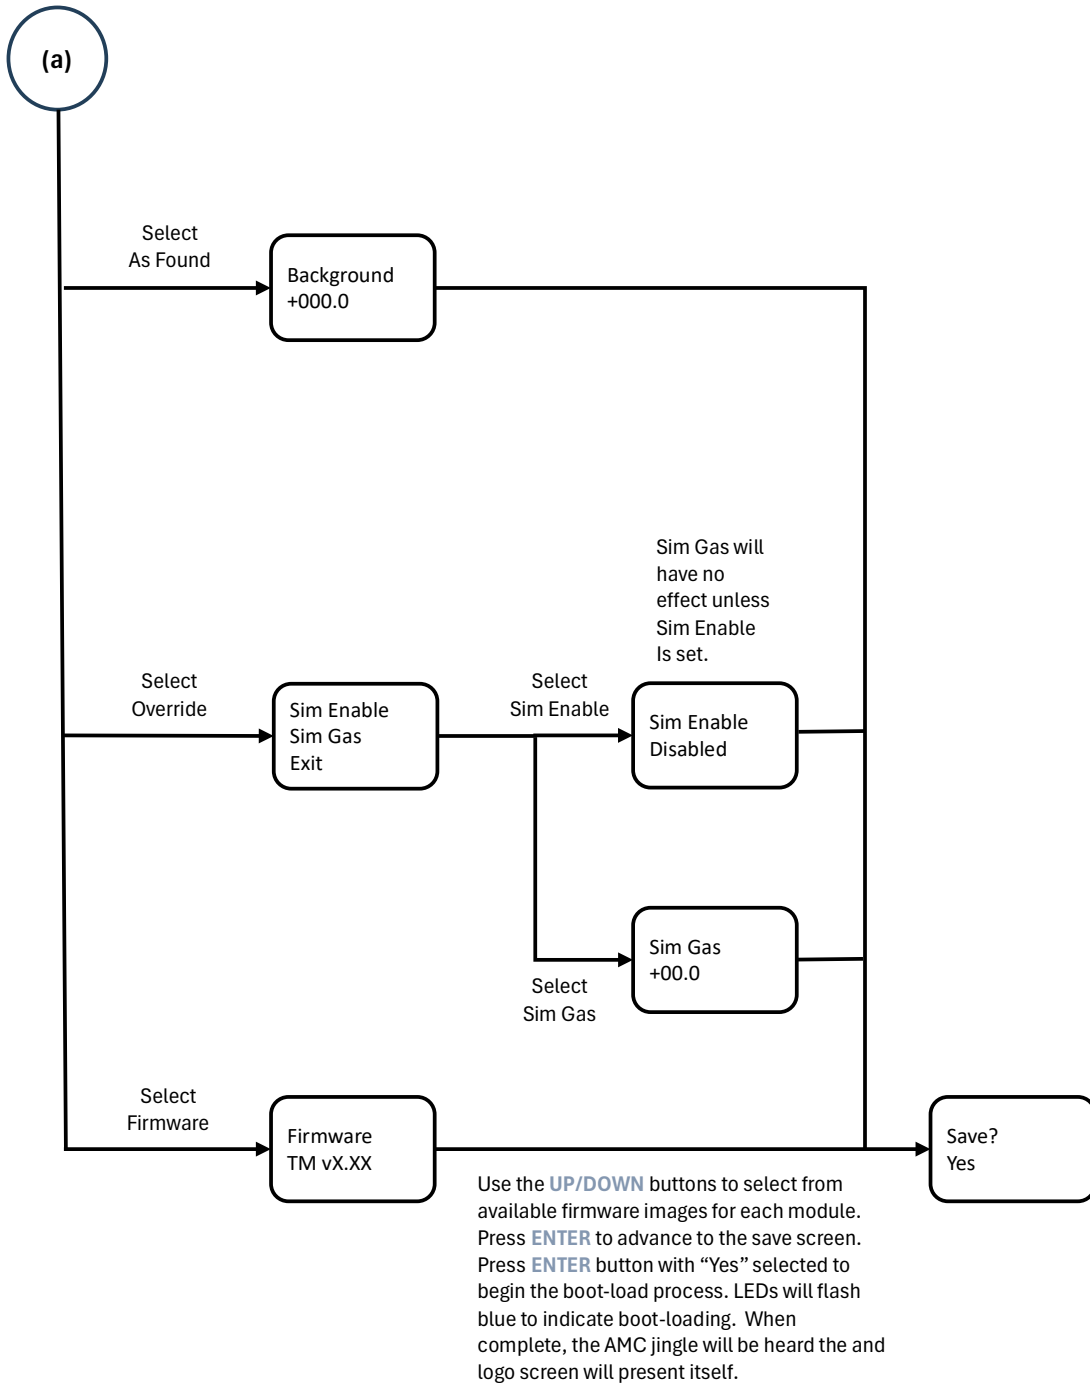 (a)
Select
As Found
Background
+000.0
Sim Gas will
have no
effect unless
Sim Enable
Is set.
Select
Override
Sim Enable
Sim Gas
Exit
Select
Sim Enable
Sim Enable
Disabled
Sim Gas
+00.0
Select
Sim Gas
Select
Firmware
Firmware
TM vX.XX
Save?
Yes
Use the UP/DOWN buttons to select from
available firmware images for each module.
Press ENTER to advance to the save screen.
Press ENTER button with “Yes” selected to
begin the boot-load process. LEDs will flash
blue to indicate boot-loading.  When
complete, the AMC jingle will be heard the and
logo screen will present itself.